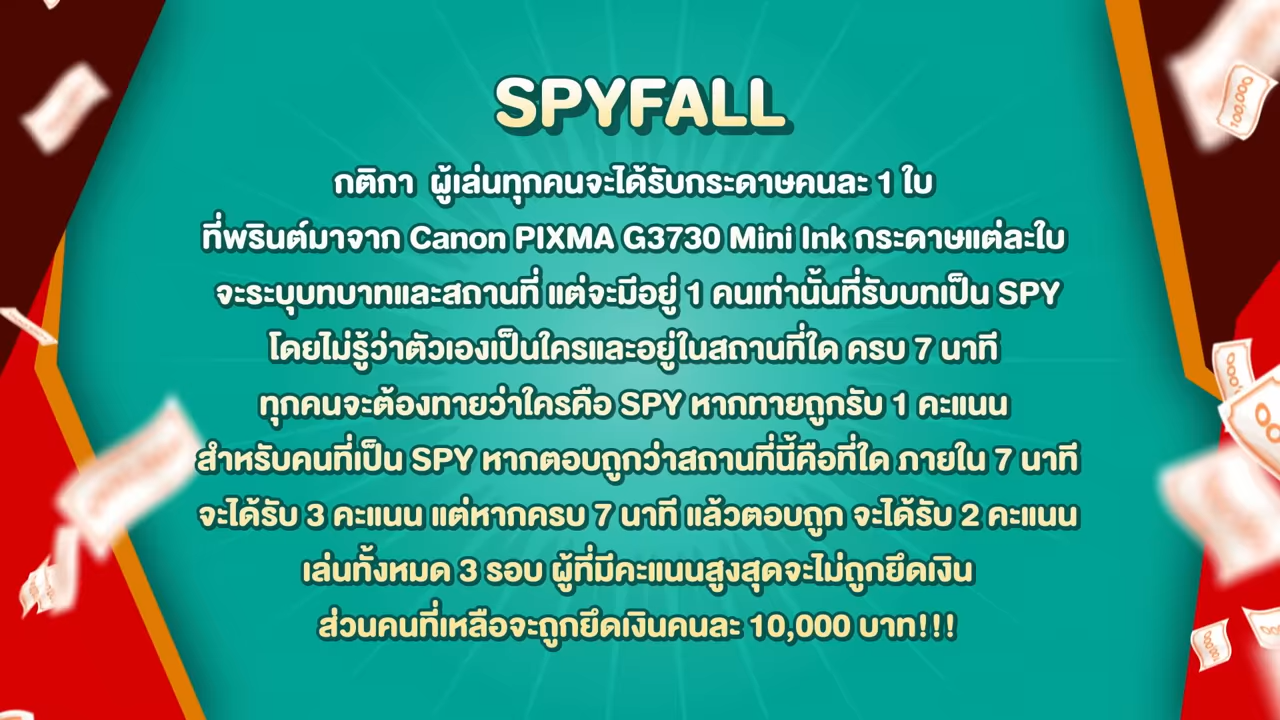 SPYFALL
กติกา ผู้เล่นทุกคนจะได้รับกระดาษคนละ 1 ใบ
ที่พรินต์มาจาก Canon PIXMA G3730 Mini Ink กระดาษแต่ละใบ
จะระบุบทบาทและสถานที่ แต่จะมีอยู่ 1 คนเท่านั้นที่รับบทเป็น SPY
โดยไม่รู้ว่าตัวเองเป็นใครและอยู่ในสถานที่ใด ครบ 7 นาที
ทุกคนจะต้องทายว่าใครคือ SPY หากทายถูกรับ 1 คะแนน
สำหรับคนที่เป็น SPY หากตอบถูกว่าสถานที่นี้คือที่ใด ภายใน 7 นาที
จะได้รับ 3 คะแนน แต่หากครบ 7 นาที แล้วตอบถูก จะได้รับ 2 คะแนน
เล่นทั้งหมด 3 รอบ ผู้ที่มีคะแนนสูงสุดจะไม่ถูกยึดเงิน
ส่วนคนที่เหลือจะถูกยึดเงินคนละ 10,000 บาท!!!
100,000